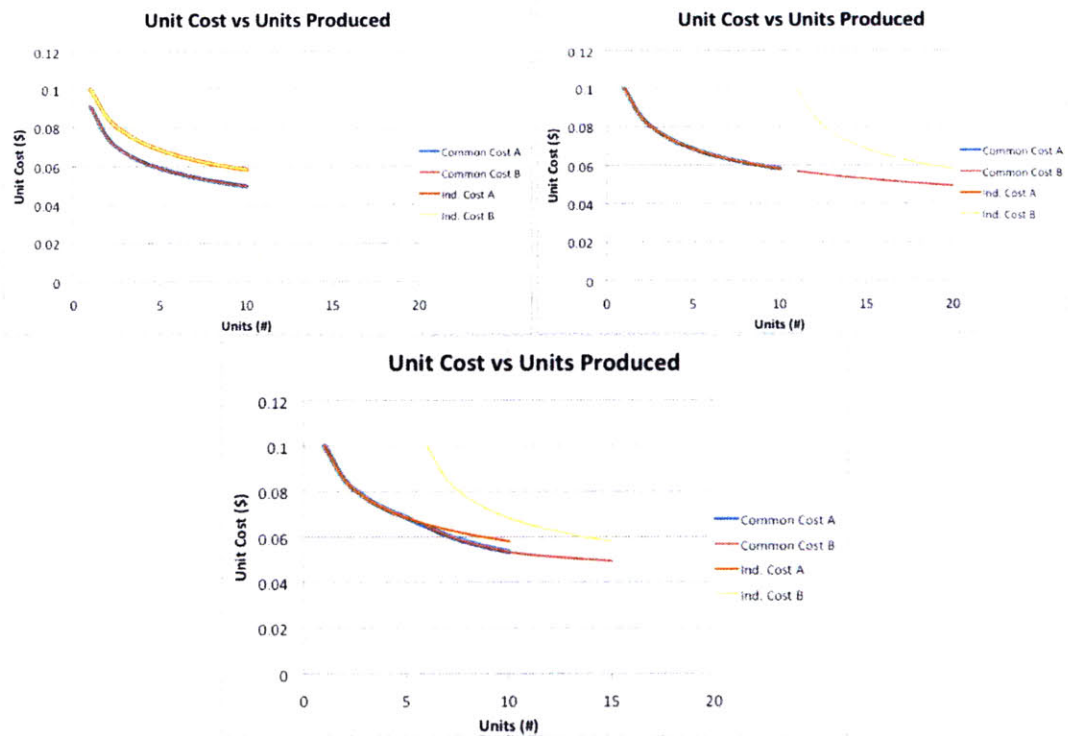 Unit Cost vs Units Produced
0.12
0.1
0.08
0.06
0.04
0.02
0
0 5 10 15 20
Unit Cost ($)
Units (#)
Common Cost A
Common Cost B
Ind. Cost A
Ind. Cost B
Unit Cost vs Units Produced
0.12
0.1
0.08
0.06
0.04
0.02
0
0 5 10 15 20
Unit Cost ($)
Units (#)
Common Cost A
Common Cost B
Ind. Cost A
Ind. Cost B
Unit Cost vs Units Produced
0.12
0.1
0.08
0.06
0.04
0.02
0
0 5 10 15 20
Unit Cost ($)
Units (#)
Common Cost A
Common Cost B
Ind. Cost A
Ind. Cost B